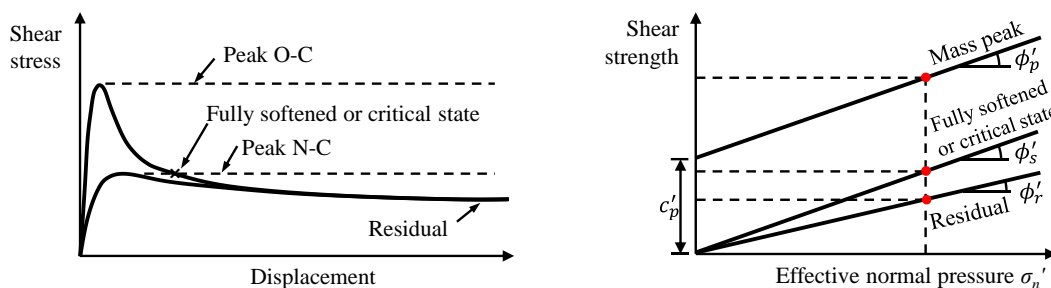 Shear
stress
Peak O-C
Fully softened or critical state
Peak N-C
Residual
Displacement
Shear
strength
Mass peak
ϕ′p
Fully softened
or critical state
ϕ′s
c′p
Residual
ϕ′r
Effective normal pressure σn′